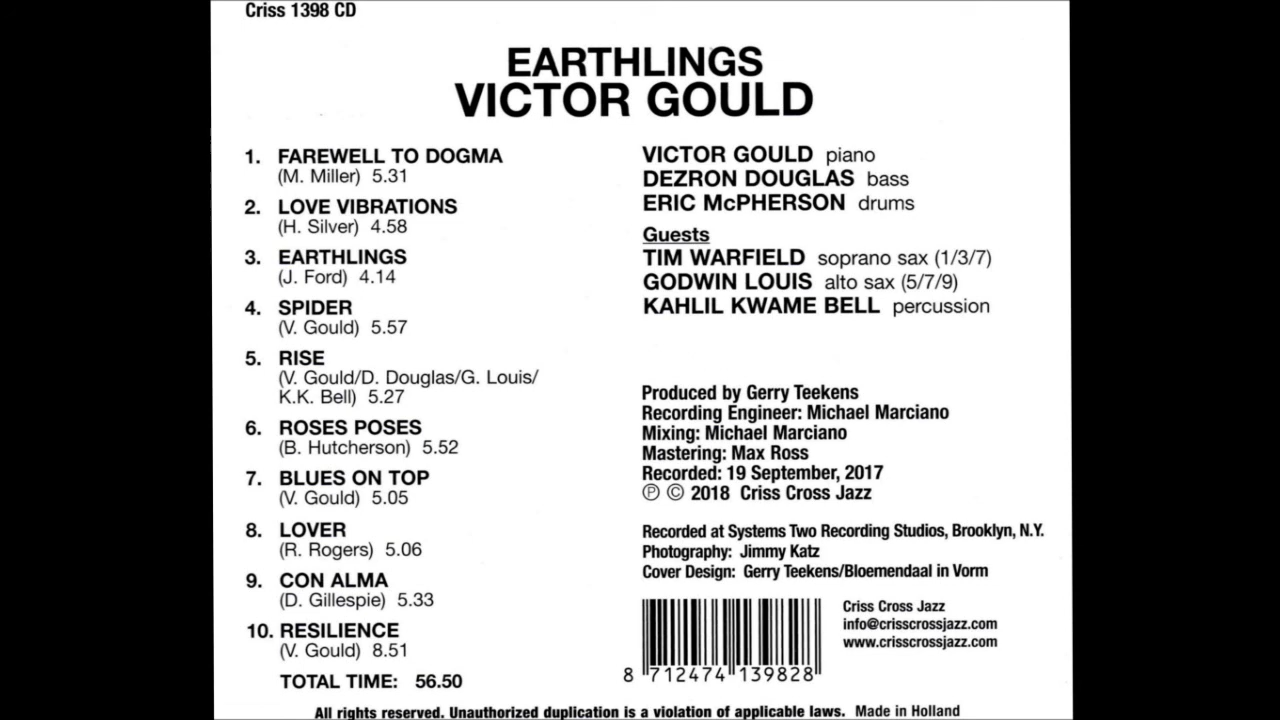 Criss 1398 CD
EARTHLINGS
VICTOR GOULD
1. FAREWELL TO DOGMA
(M. Miller) 5.31
2. LOVE VIBRATIONS
(H. Silver) 4.58
3. EARTHLINGS
(J. Ford) 4.14
4. SPIDER
(V. Gould) 5.57
5. RISE
(V. Gould/D. Douglas/G. Louis/
K.K. Bell) 5.27
6. ROSES POSES
(B. Hutcherson) 5.52
7. BLUES ON TOP
(V. Gould) 5.05
8. LOVER
(R. Rogers) 5.06
9. CON ALMA
(D. Gillespie) 5.33
10. RESILIENCE
(V. Gould) 8.51
TOTAL TIME: 56.50
VICTOR GOULD piano
DEZRON DOUGLAS bass
ERIC McPHERSON drums
Guests
TIM WARFIELD soprano sax (1/3/7)
GODWIN LOUIS alto sax (5/7/9)
KAHLIL KWAME BELL percussion
Produced by Gerry Teekens
Recording Engineer: Michael Marciano
Mixing: Michael Marciano
Mastering: Max Ross
Recorded: 19 September, 2017
℗ © 2018 Criss Cross Jazz
Recorded at Systems Two Recording Studios, Brooklyn, N.Y.
Photography: Jimmy Katz
Cover Design: Gerry Teekens/Bloemendaal in Vorm
8 712474 139828
Criss Cross Jazz
info@crisscrossjazz.com
www.crisscrossjazz.com
All rights reserved. Unauthorized duplication is a violation of applicable laws. Made in Holland